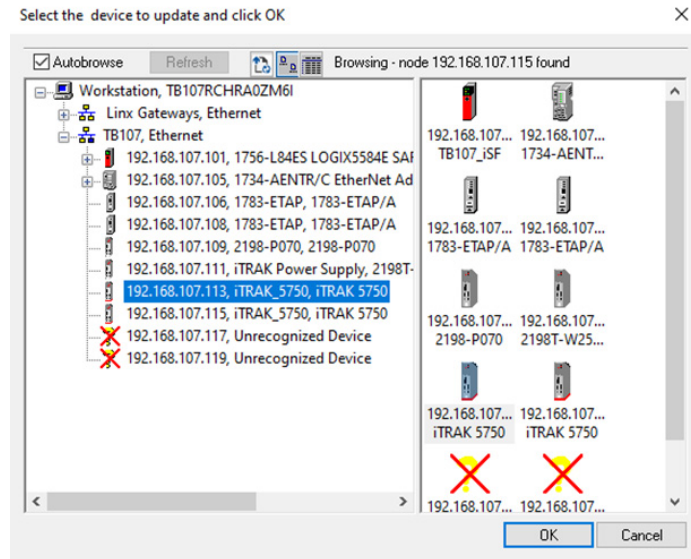 Select the device to update and click OK
Autobrowse
Refresh
Browsing - node 192.168.107.115 found
Workstation, TB107RCHRA0ZM6I
Linx Gateways, Ethernet
TB107, Ethernet
192.168.107.101, 1756-L84ES LOGIX5584E SAF
192.168.107.105, 1734-AENTR/C EtherNet Ad
192.168.107.106, 1783-ETAP, 1783-ETAP/A
192.168.107.108, 1783-ETAP, 1783-ETAP/A
192.168.107.109, 2198-P070, 2198-P070
192.168.107.111, iTRAK Power Supply, 2198T-
192.168.107.113, iTRAK_5750, iTRAK 5750
192.168.107.115, iTRAK_5750, iTRAK 5750
192.168.107.117, Unrecognized Device
192.168.107.119, Unrecognized Device
192.168.107... 192.168.107...
TB107_iSF 1734-AENT...
192.168.107... 192.168.107...
1783-ETAP/A 1783-ETAP/A
192.168.107... 192.168.107...
2198-P070 2198T-W25...
192.168.107... 192.168.107...
iTRAK 5750 iTRAK 5750
192.168.107... 192.168.107...
OK
Cancel